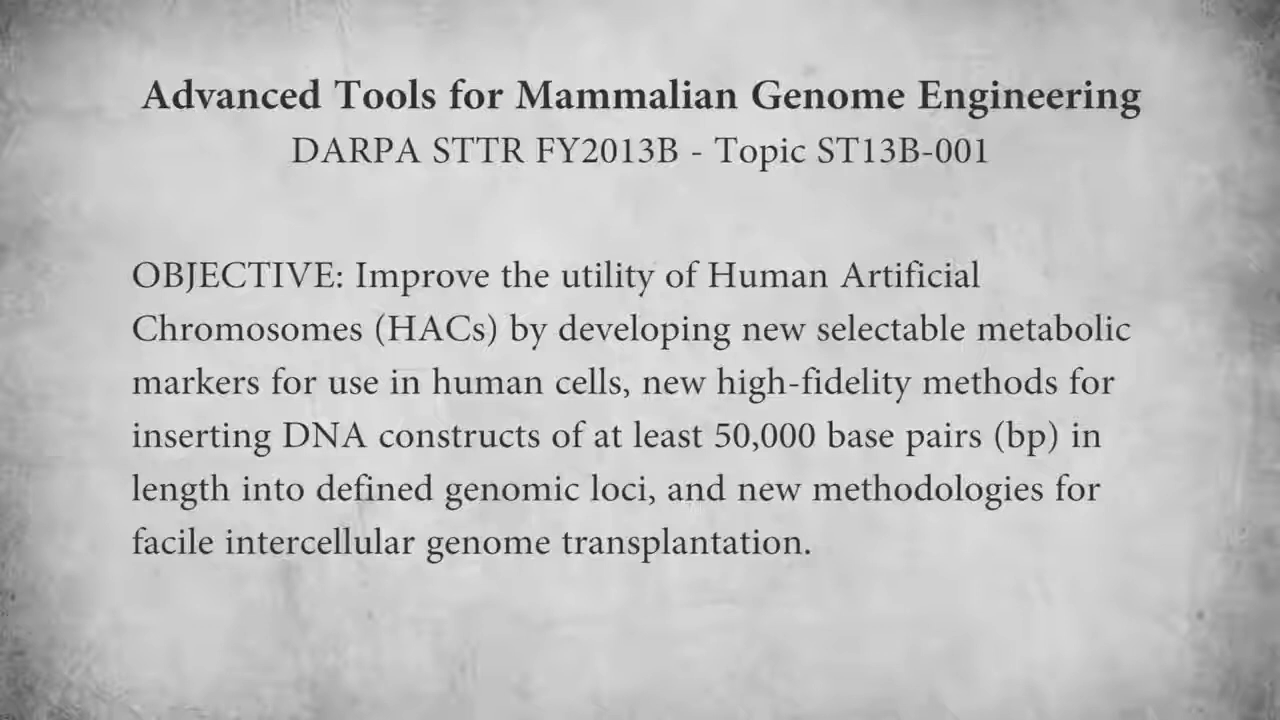 Advanced Tools for Mammalian Genome Engineering
DARPA STTR FY2013B - Topic ST13B-001
OBJECTIVE: Improve the utility of Human Artificial
Chromosomes (HACs) by developing new selectable metabolic
markers for use in human cells, new high-fidelity methods for
inserting DNA constructs of at least 50,000 base pairs (bp) in
length into defined genomic loci, and new methodologies for
facile intercellular genome transplantation.